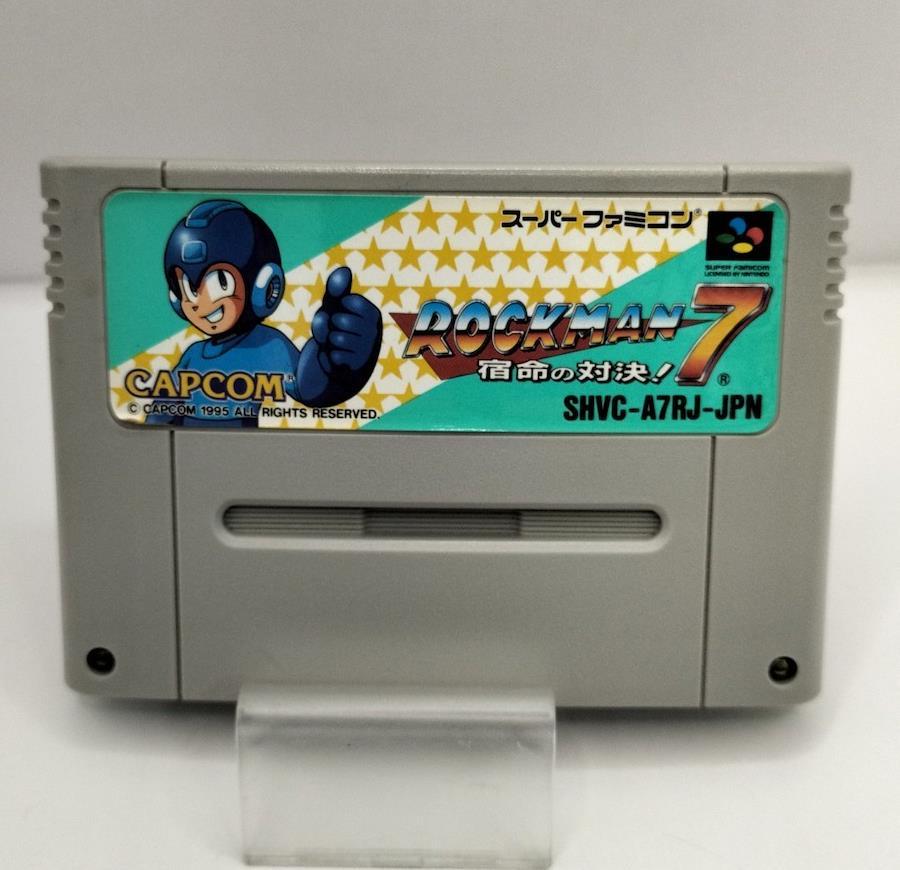 スーパーファミコン®
SUPER FAMICOM
LICENSED BY NINTENDO
ROCKMAN 7®
宿命の対決!
CAPCOM®
© CAPCOM 1995 ALL RIGHTS RESERVED.
SHVC-A7RJ-JPN